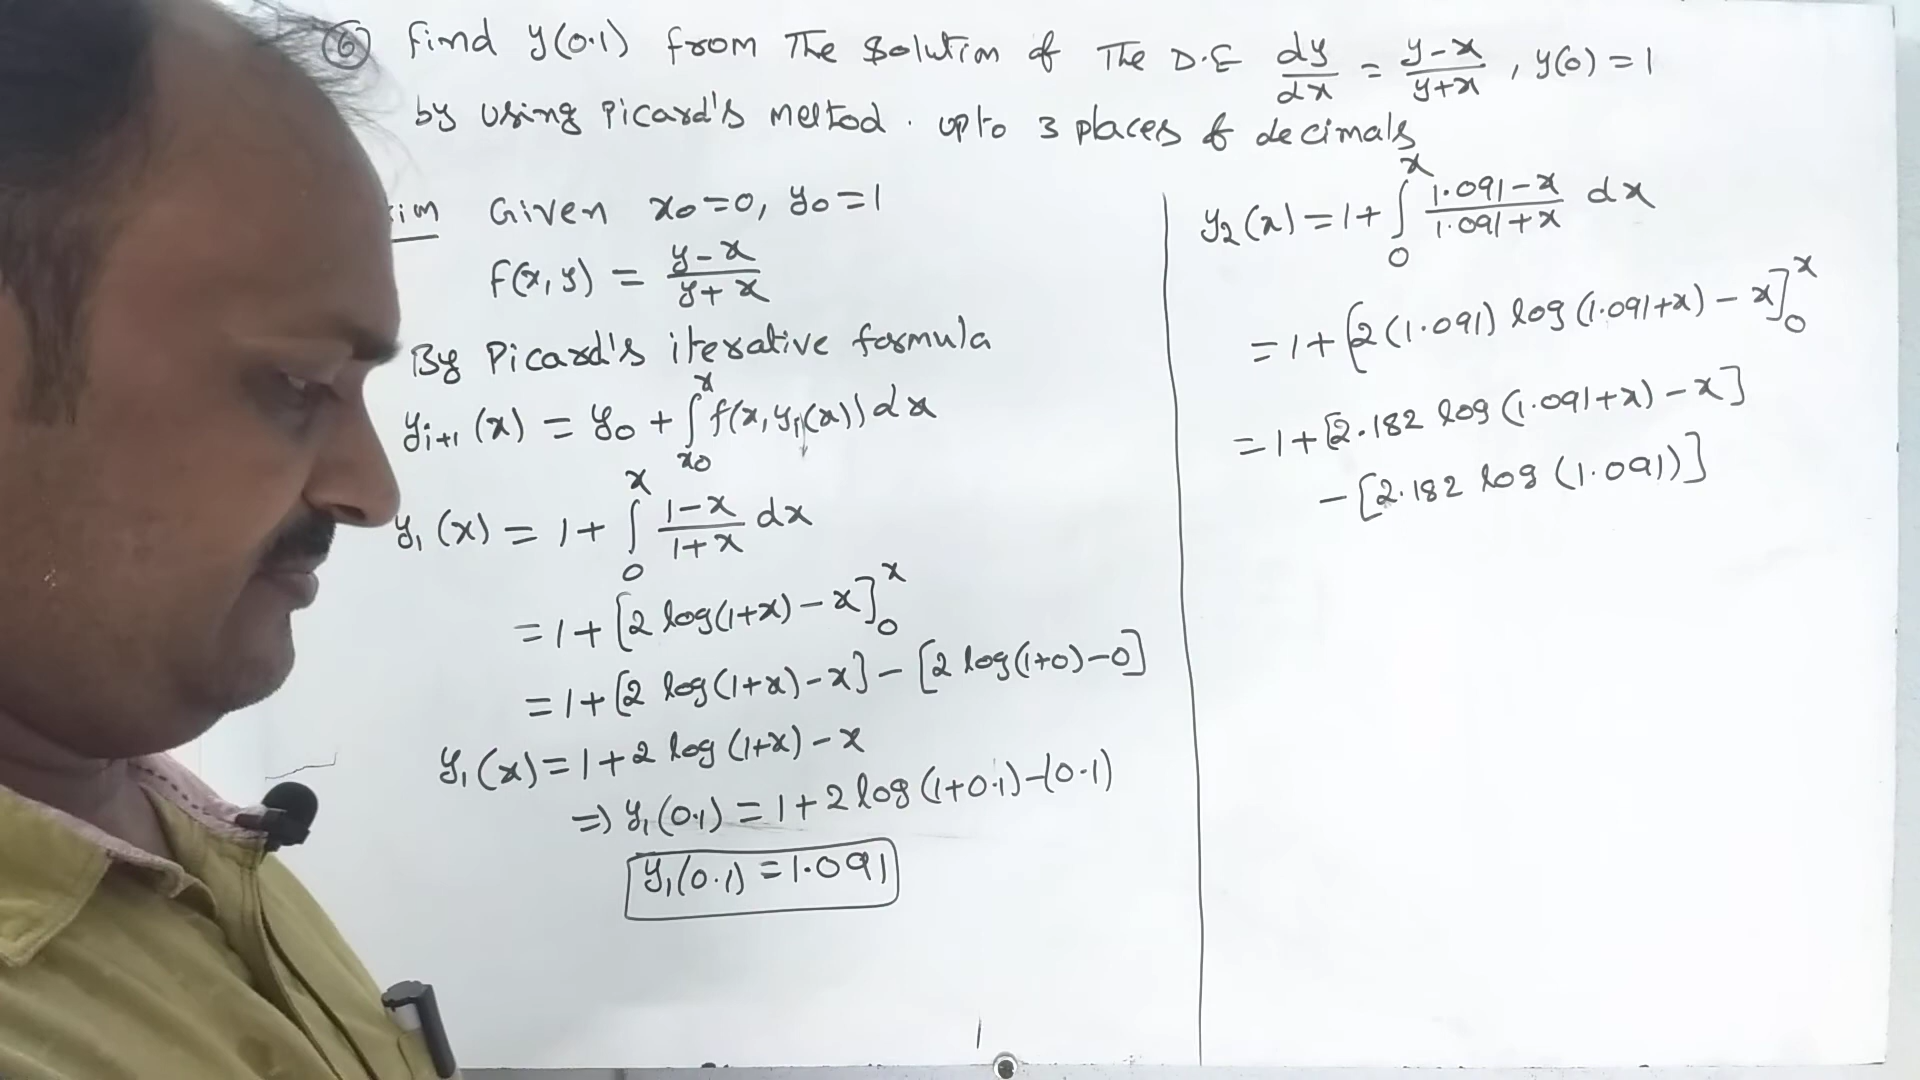 ⑥ Find y(0.1) from The Solution of The D.E dy/dx = y-x/y+x , y(0) = 1
by using Picard's method . upto 3 places of decimals
Given x₀=0, y₀=1
f(x, y) = y-x/y+x
By Picard's iterative formula
yᵢ₊₁(x) = y₀ + ∫ₓ₀ˣ f(x, yᵢ(x)) dx
y₁(x) = 1 + ∫₀ˣ 1-x/1+x dx
= 1 + [2 log(1+x) - x]₀ˣ
= 1 + [2 log(1+x) - x] - [2 log(1+0) - 0]
y₁(x) = 1 + 2 log(1+x) - x
⇒ y₁(0.1) = 1 + 2 log(1+0.1) - (0.1)
y₁(0.1) = 1.091
y₂(x) = 1 + ∫₀ˣ 1.091-x/1.091+x dx
= 1 + [2(1.091) log(1.091+x) - x]₀ˣ
= 1 + [2.182 log(1.091+x) - x]
- [2.182 log(1.091)]